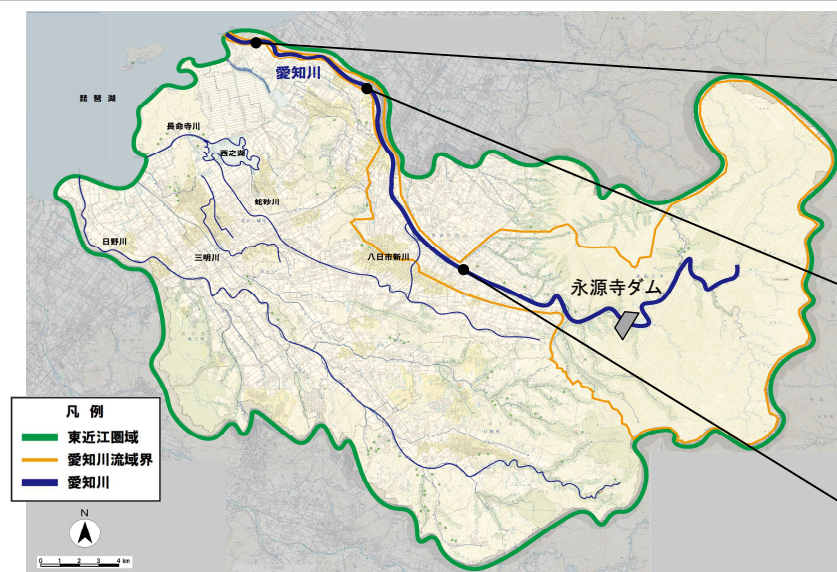 愛知川
琵琶湖
長命寺川
西之湖
蛇砂川
日野川
三明川
八日市新川
永源寺ダム
凡例
東近江圏域
愛知川流域界
愛知川
N
0 1 2 3 4 km